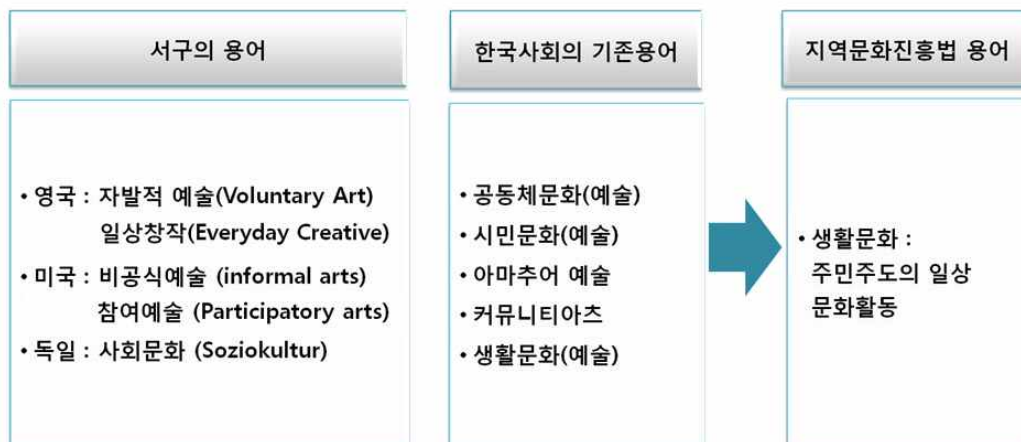 서구의 용어
• 영국 : 자발적 예술(Voluntary Art)
일상창작(Everyday Creative)
• 미국 : 비공식예술 (informal arts)
참여예술 (Participatory arts)
• 독일 : 사회문화 (Soziokultur)
한국사회의 기존용어
• 공동체문화(예술)
• 시민문화(예술)
• 아마추어 예술
• 커뮤니티아츠
• 생활문화(예술)
지역문화진흥법 용어
• 생활문화 :
주민주도의 일상
문화활동